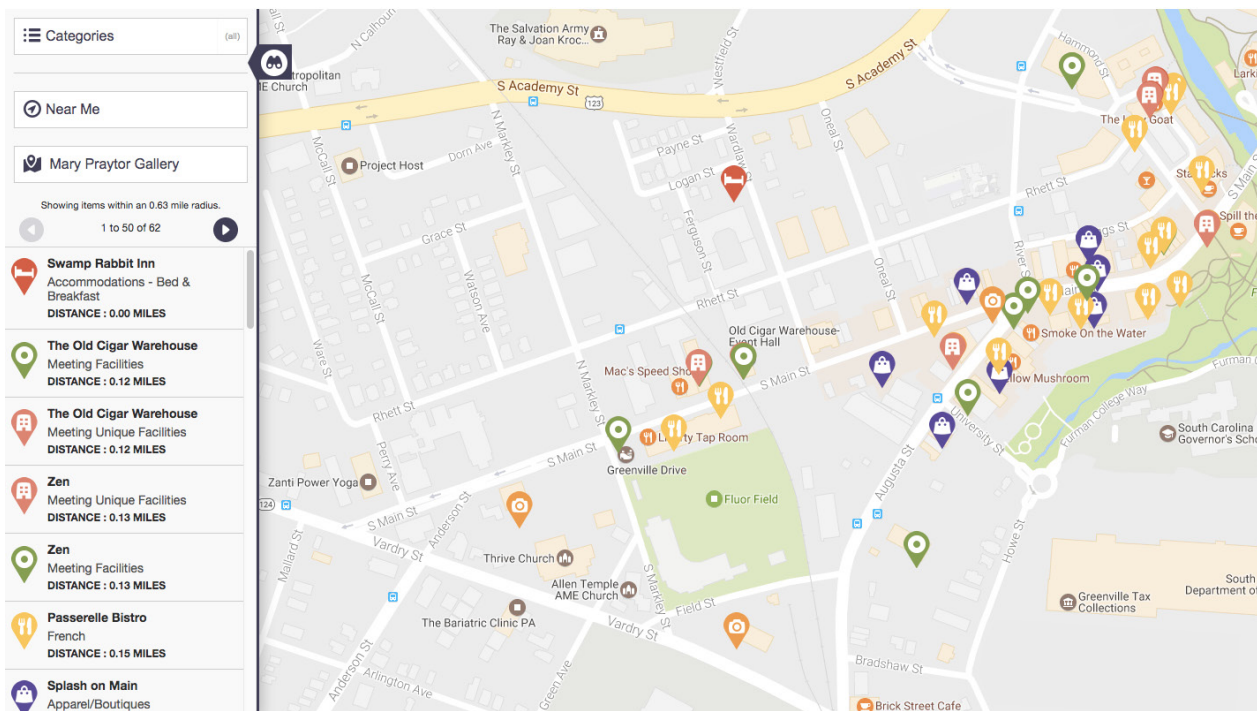 Categories
(all)
Near Me
Mary Praytor Gallery
Showing items within an 0.63 mile radius.
1 to 50 of 62
Swamp Rabbit Inn
Accommodations - Bed &
Breakfast
DISTANCE : 0.00 MILES
The Old Cigar Warehouse
Meeting Facilities
DISTANCE : 0.12 MILES
The Old Cigar Warehouse
Meeting Unique Facilities
DISTANCE : 0.12 MILES
Zen
Meeting Unique Facilities
DISTANCE : 0.13 MILES
Zen
Meeting Facilities
DISTANCE : 0.13 MILES
Passerelle Bistro
French
DISTANCE : 0.15 MILES
Splash on Main
Apparel/Boutiques
N Calhoun
The Salvation Army
Ray & Joan Kroc...
N Nestfield St
S Academy St
Hammond St
ME Church
S Academy St
123
McCall St
N Markley St
Wardlaw
Oneal St
Payne St
Dorn Ave
Project Host
Logan St
Rhett St
Goat
S Main
Spill the
Grace St
Ferguson St
River S
McCall St
Watson Ave
Oneal St
Rhett St
Old Cigar Warehouse-
Event Hall
Smoke On the Water
Ware St
N Markley St
Mac's Speed Sho
S Main St
Mushroom
Furman C
Furman College Way
Rhett St
University St
South Carolina
Governor's Scho
Perry Ave
S Main St
Tap Room
Greenville Drive
Augusta St
Zanti Power Yoga
124
S Main St
Anderson St
Fluor Field
Mallard St
Vardry St
Howe St
Thrive Church
Allen Temple
AME Church
S Markley St
Field St
Greenville Tax
Collections
South
Department of
The Bariatric Clinic PA
Vardry St
Anderson St
Green Ave
Arlington Ave
Bradshaw St
Brick Street Cafe